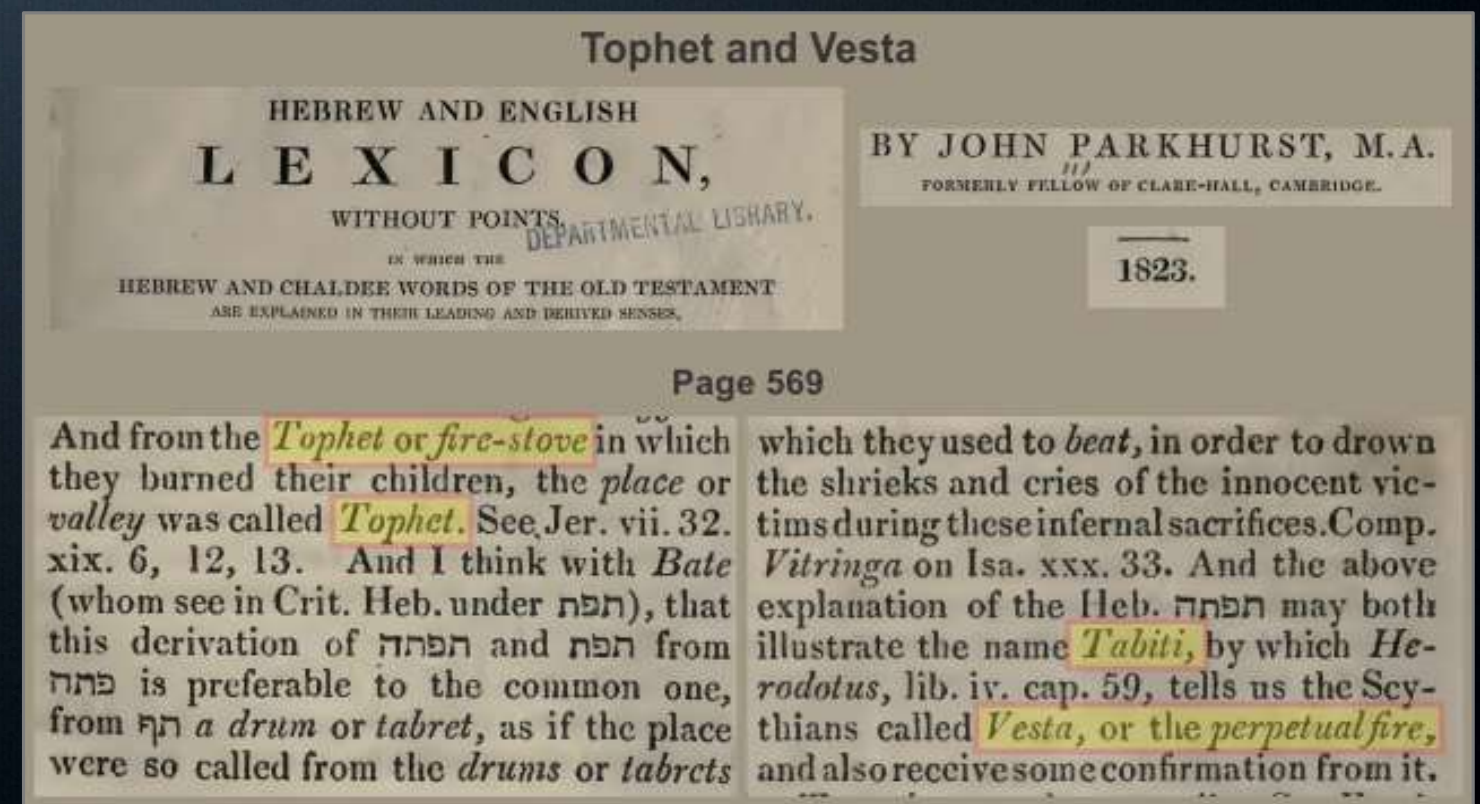 Tophet and Vesta
HEBREW AND ENGLISH
LEXICON,
WITHOUT POINTS,
DEPARTMENTAL LIBRARY.
IN WHICH THE
HEBREW AND CHALDEE WORDS OF THE OLD TESTAMENT
ARE EXPLAINED IN THEIR LEADING AND DERIVED SENSES,
BY JOHN PARKHURST, M.A.
FORMERLY FELLOW OF CLARE-HALL, CAMBRIDGE.
1823.
Page 569
And from the Tophet or fire-stove in which
they burned their children, the place or
valley was called Tophet. See Jer. vii. 32.
xix. 6, 12, 13. And I think with Bate
(whom see in Crit. Heb. under תפת), that
this derivation of תפתה and תפת from
פתה is preferable to the common one,
from תף a drum or tabret, as if the place
were so called from the drums or tabrets
which they used to beat, in order to drown
the shrieks and cries of the innocent vic-
tims during these infernal sacrifices. Comp.
Vitringa on Isa. xxx. 33. And the above
explanation of the Heb. תפתה may both
illustrate the name Tabiti, by which He-
rodotus, lib. iv. cap. 59, tells us the Scy-
thians called Vesta, or the perpetual fire,
and also receive some confirmation from it.